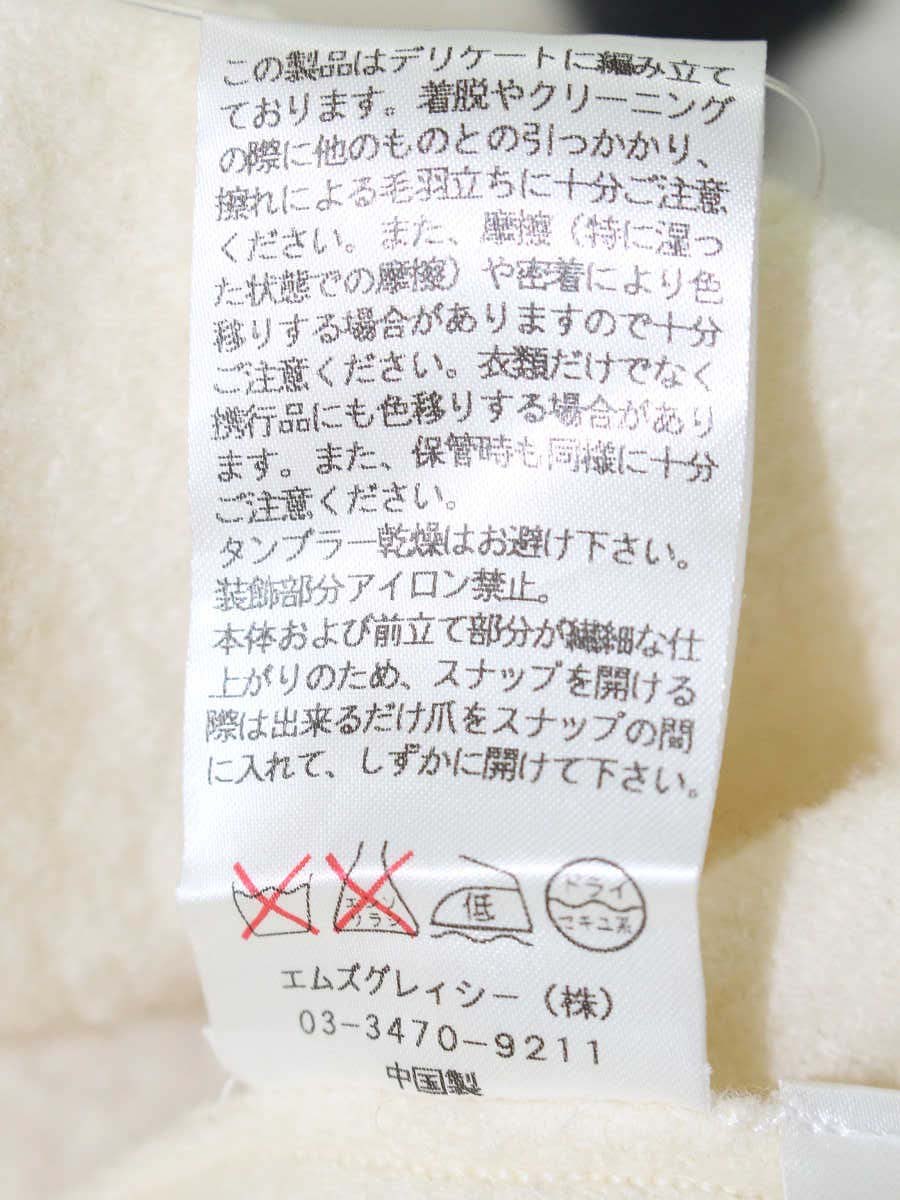 この製品はデリケートに編み立て
ております。着脱やクリーニング
の際に他のものとの引っかかり、
擦れによる毛羽立ちに十分ご注意
ください。また、摩擦（特に湿っ
た状態での摩擦）や密着により色
移りする場合がありますので十分
ご注意ください。衣類だけでなく
携行品にも色移りする場合があり
ます。また、保管時も同様に十分
ご注意ください。
タンブラー乾燥はお避け下さい。
装飾部分アイロン禁止。
本体および前立て部分が繊細な仕
上がりのため、スナップを開ける
際は出来るだけ爪をスナップの間
に入れて、しずかに開けて下さい。
エンソ
サラシ
低
ドライ
セキユ系
エムズグレイシー（株）
03-3470-9211
中国製